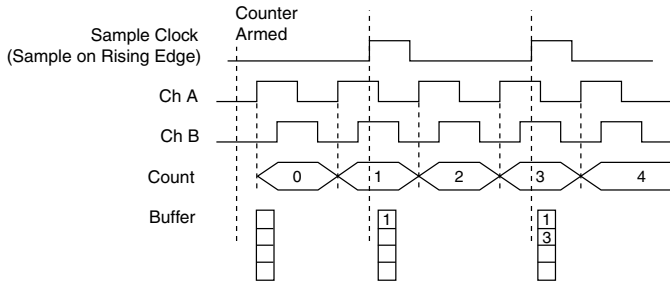 Counter
Armed
Sample Clock
(Sample on Rising Edge)
Ch A
Ch B
Count 0 1 2 3 4
Buffer 1 1
3